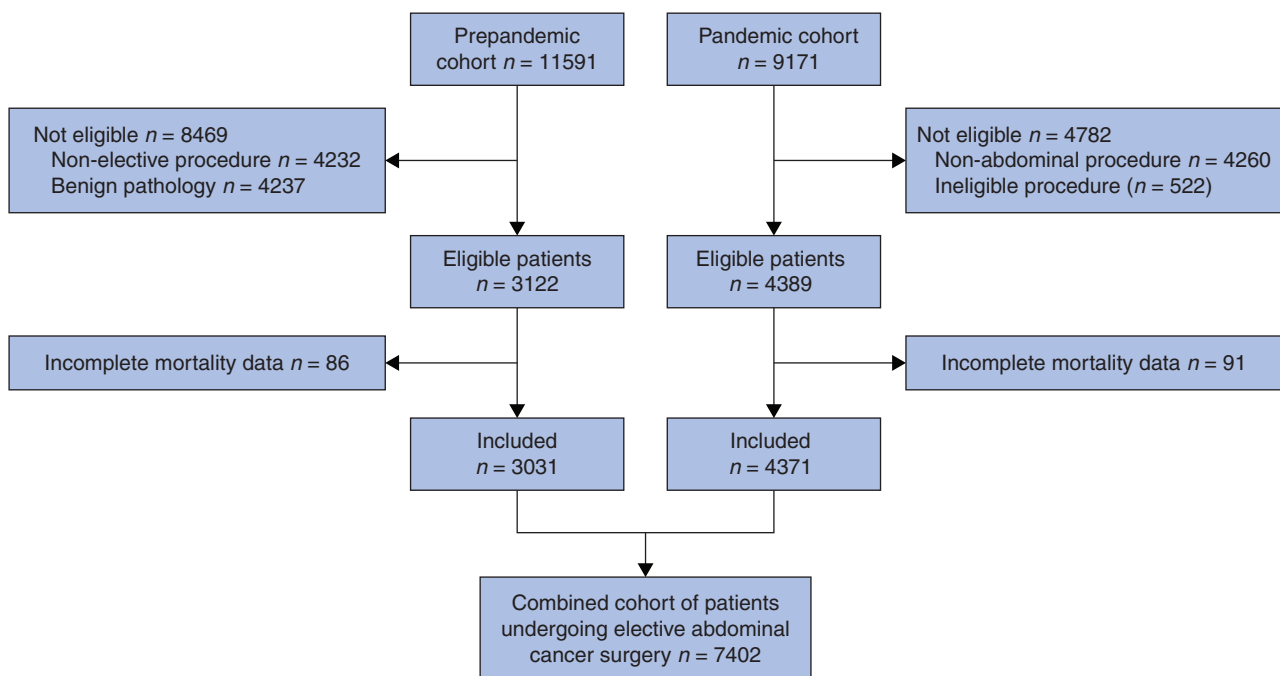 Prepandemic
cohort n = 11591
Pandemic cohort
n = 9171
Not eligible n = 8469
Non-elective procedure n = 4232
Benign pathology n = 4237
Not eligible n = 4782
Non-abdominal procedure n = 4260
Ineligible procedure (n = 522)
Eligible patients
n = 3122
Eligible patients
n = 4389
Incomplete mortality data n = 86
Incomplete mortality data n = 91
Included
n = 3031
Included
n = 4371
Combined cohort of patients
undergoing elective abdominal
cancer surgery n = 7402